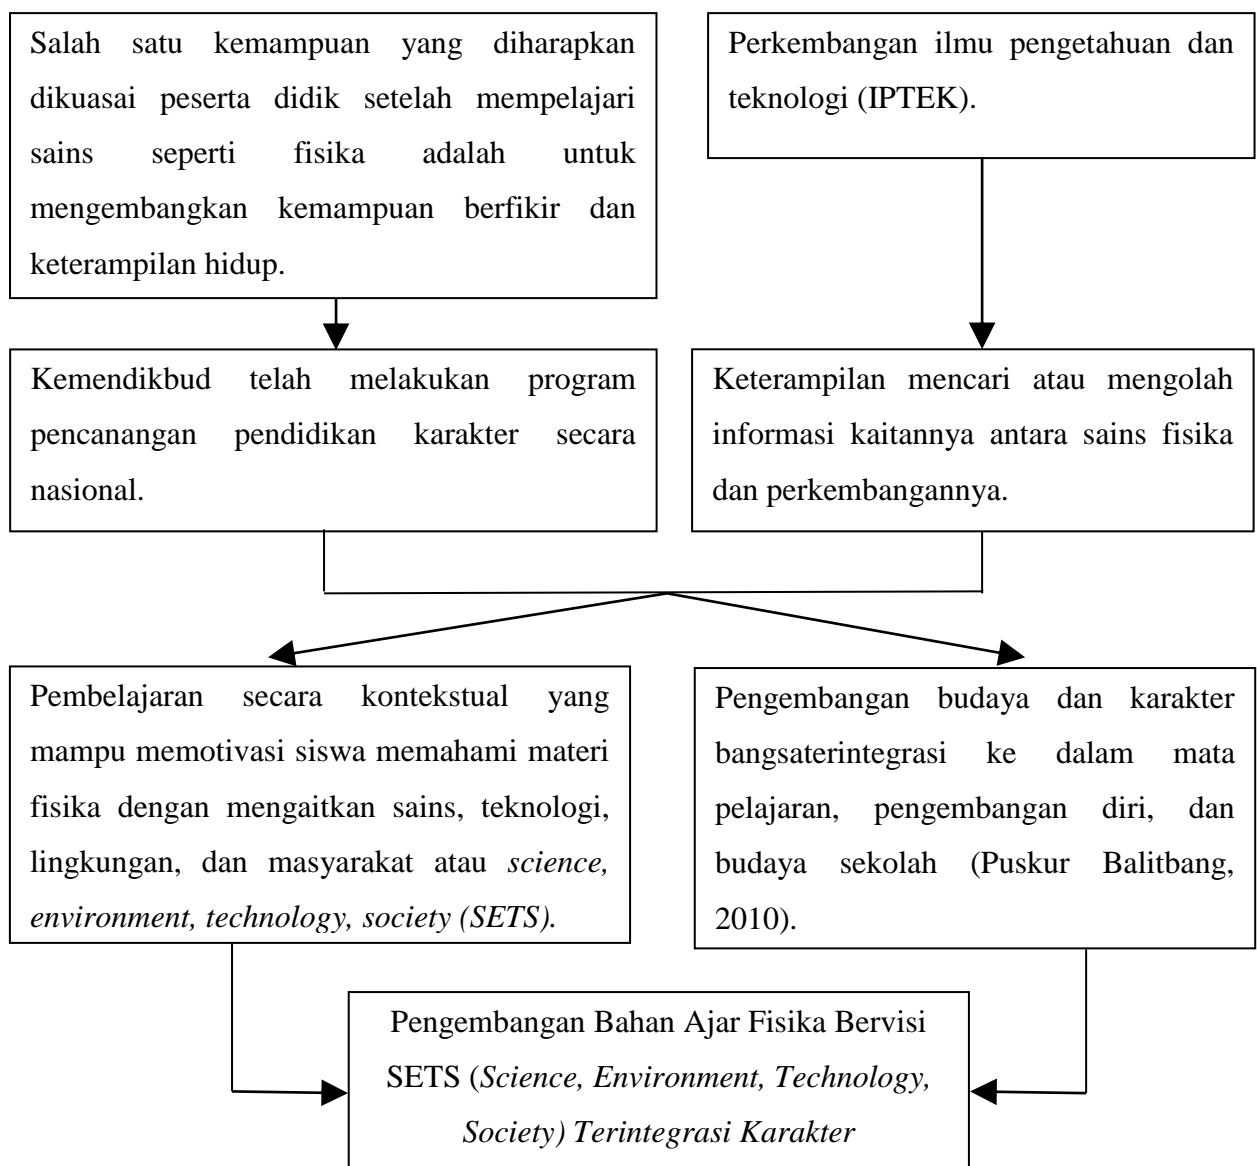 Salah satu kemampuan yang diharapkan
dikuasai peserta didik setelah mempelajari
sains seperti fisika adalah untuk
mengembangkan kemampuan berfikir dan
keterampilan hidup.
Perkembangan ilmu pengetahuan dan
teknologi (IPTEK).
Kemendikbud telah melakukan program
pencanangan pendidikan karakter secara
nasional.
Keterampilan mencari atau mengolah
informasi kaitannya antara sains fisika
dan perkembangannya.
Pembelajaran secara kontekstual yang
mampu memotivasi siswa memahami materi
fisika dengan mengaitkan sains, teknologi,
lingkungan, dan masyarakat atau science,
environment, technology, society (SETS).
Pengembangan budaya dan karakter
bangsaterintegrasi ke dalam mata
pelajaran, pengembangan diri, dan
budaya sekolah (Puskur Balitbang,
2010).
Pengembangan Bahan Ajar Fisika Bervisi
SETS (Science, Environment, Technology,
Society) Terintegrasi Karakter